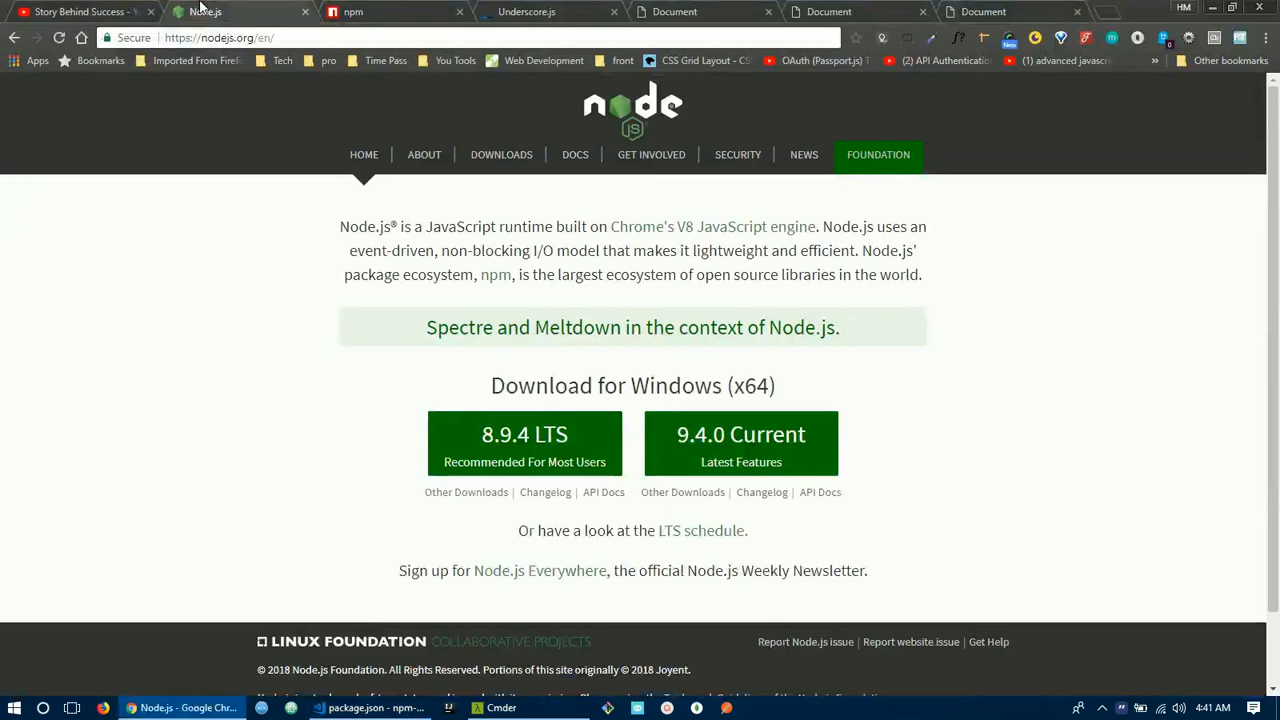 Story Behind Success - Y
Node.js
npm
Underscore.js
Document
Document
Document
HM
Secure
https://nodejs.org/en/
New
0
Apps
Bookmarks
Imported From Firef
Tech
pro
Time Pass
You Tools
Web Development
front
CSS Grid Layout - CS
OAuth (Passport.js) T
(2) API Authentication
(1) advanced javascri
»
Other bookmarks
node
JS
HOME
ABOUT
DOWNLOADS
DOCS
GET INVOLVED
SECURITY
NEWS
FOUNDATION
Node.js® is a JavaScript runtime built on Chrome's V8 JavaScript engine. Node.js uses an
event-driven, non-blocking I/O model that makes it lightweight and efficient. Node.js'
package ecosystem, npm, is the largest ecosystem of open source libraries in the world.
Spectre and Meltdown in the context of Node.js.
Download for Windows (x64)
8.9.4 LTS
Recommended For Most Users
9.4.0 Current
Latest Features
Other Downloads | Changelog | API Docs
Other Downloads | Changelog | API Docs
Or have a look at the LTS schedule.
Sign up for Node.js Everywhere, the official Node.js Weekly Newsletter.
LINUX FOUNDATION COLLABORATIVE PROJECTS
Report Node.js issue | Report website issue | Get Help
© 2018 Node.js Foundation. All Rights Reserved. Portions of this site originally © 2018 Joyent.
Node.js - Google Chr...
package.json - npm-...
Cmder
4:41 AM